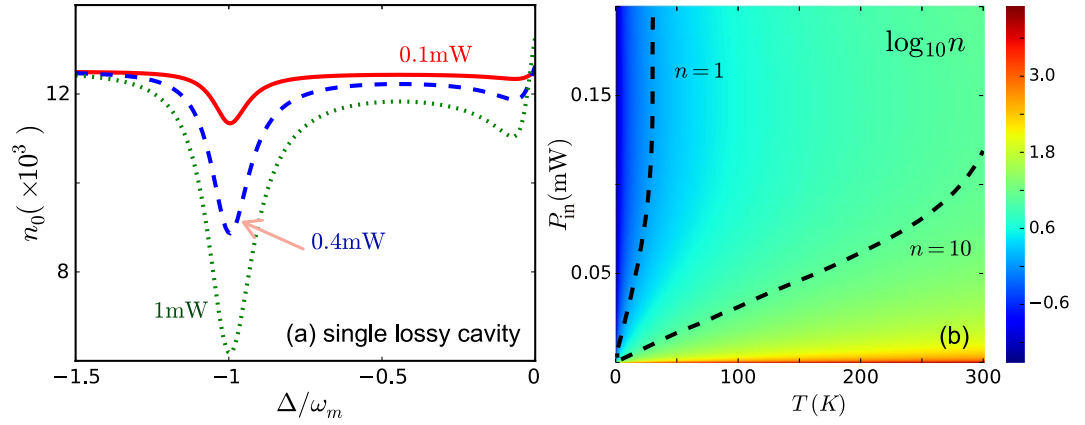 n₀( ×10³)
12
8
0.1mW
0.4mW
1mW
(a) single lossy cavity
−1.5
−1
−0.5
0
Δ/ωₘ
P_in(mW)
0.15
0.05
log₁₀n
n=1
n=10
(b)
0
100
200
300
T(K)
3.0
1.8
0.6
−0.6